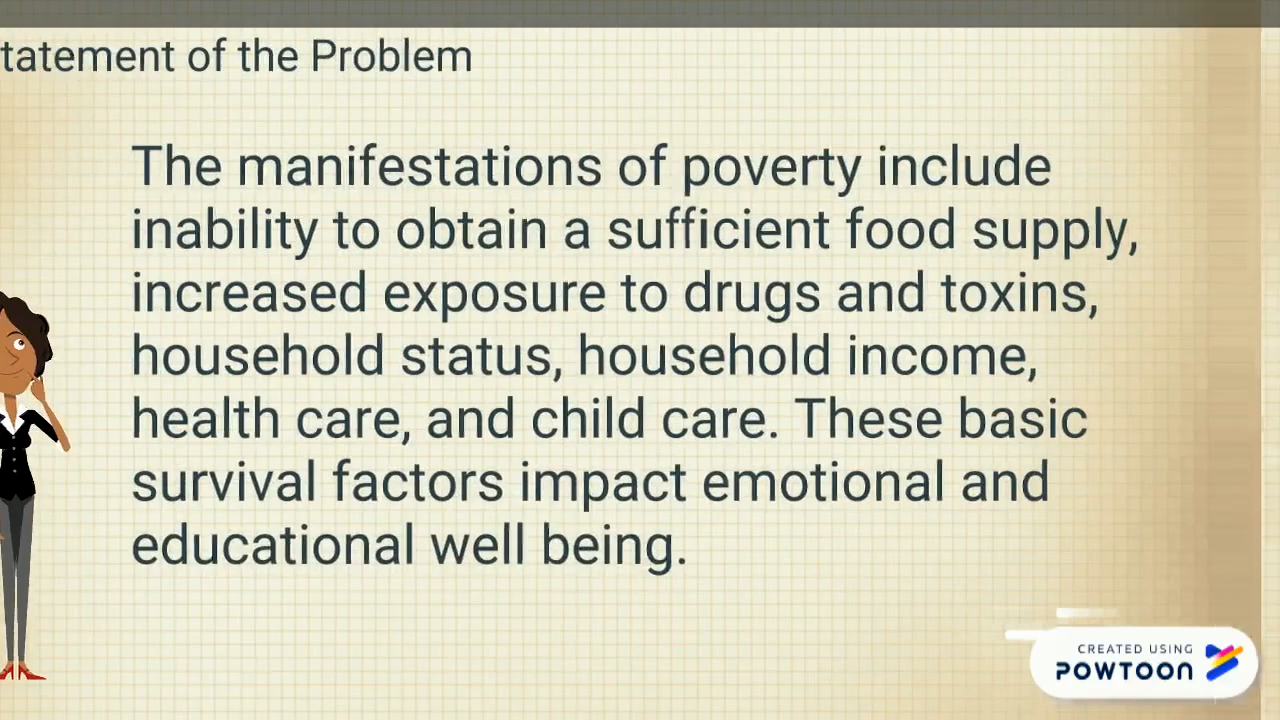 tatement of the Problem
The manifestations of poverty include
inability to obtain a sufficient food supply,
increased exposure to drugs and toxins,
household status, household income,
health care, and child care. These basic
survival factors impact emotional and
educational well being.
CREATED USING
POWTOON